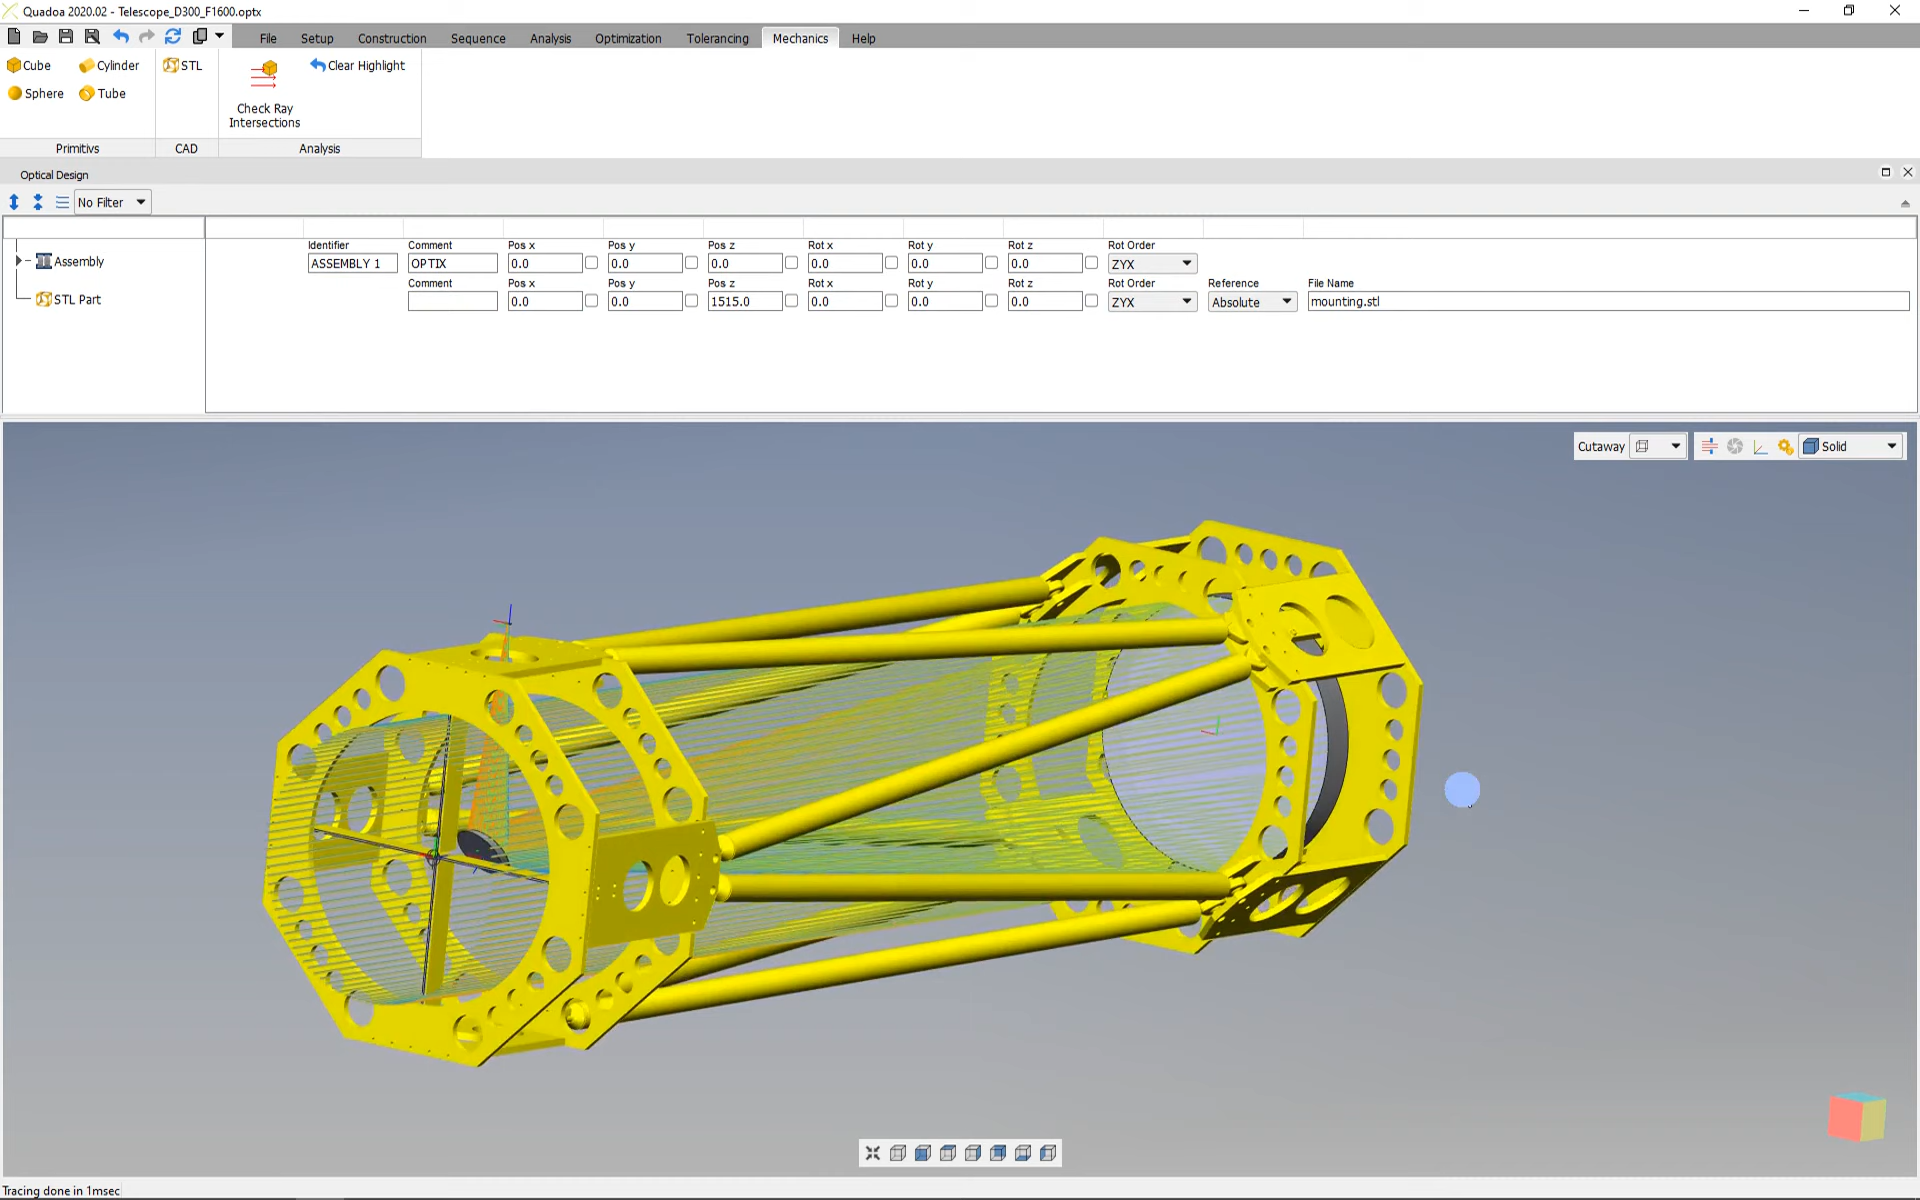 Quadoa 2020.02 - Telescope_D300_F1600.optx
File Setup Construction Sequence Analysis Optimization Tolerancing Mechanics Help
Cube Cylinder STL Clear Highlight
Sphere Tube
Check Ray
Intersections
Primitivs CAD Analysis
Optical Design
No Filter
Identifier Comment Pos x Pos y Pos z Rot x Rot y Rot z Rot Order
Assembly ASSEMBLY 1 OPTIX 0.0 0.0 0.0 0.0 0.0 0.0 ZYX
Comment Pos x Pos y Pos z Rot x Rot y Rot z Rot Order Reference File Name
STL Part 0.0 0.0 1515.0 0.0 0.0 0.0 ZYX Absolute mounting.stl
Cutaway Solid
Tracing done in 1msec